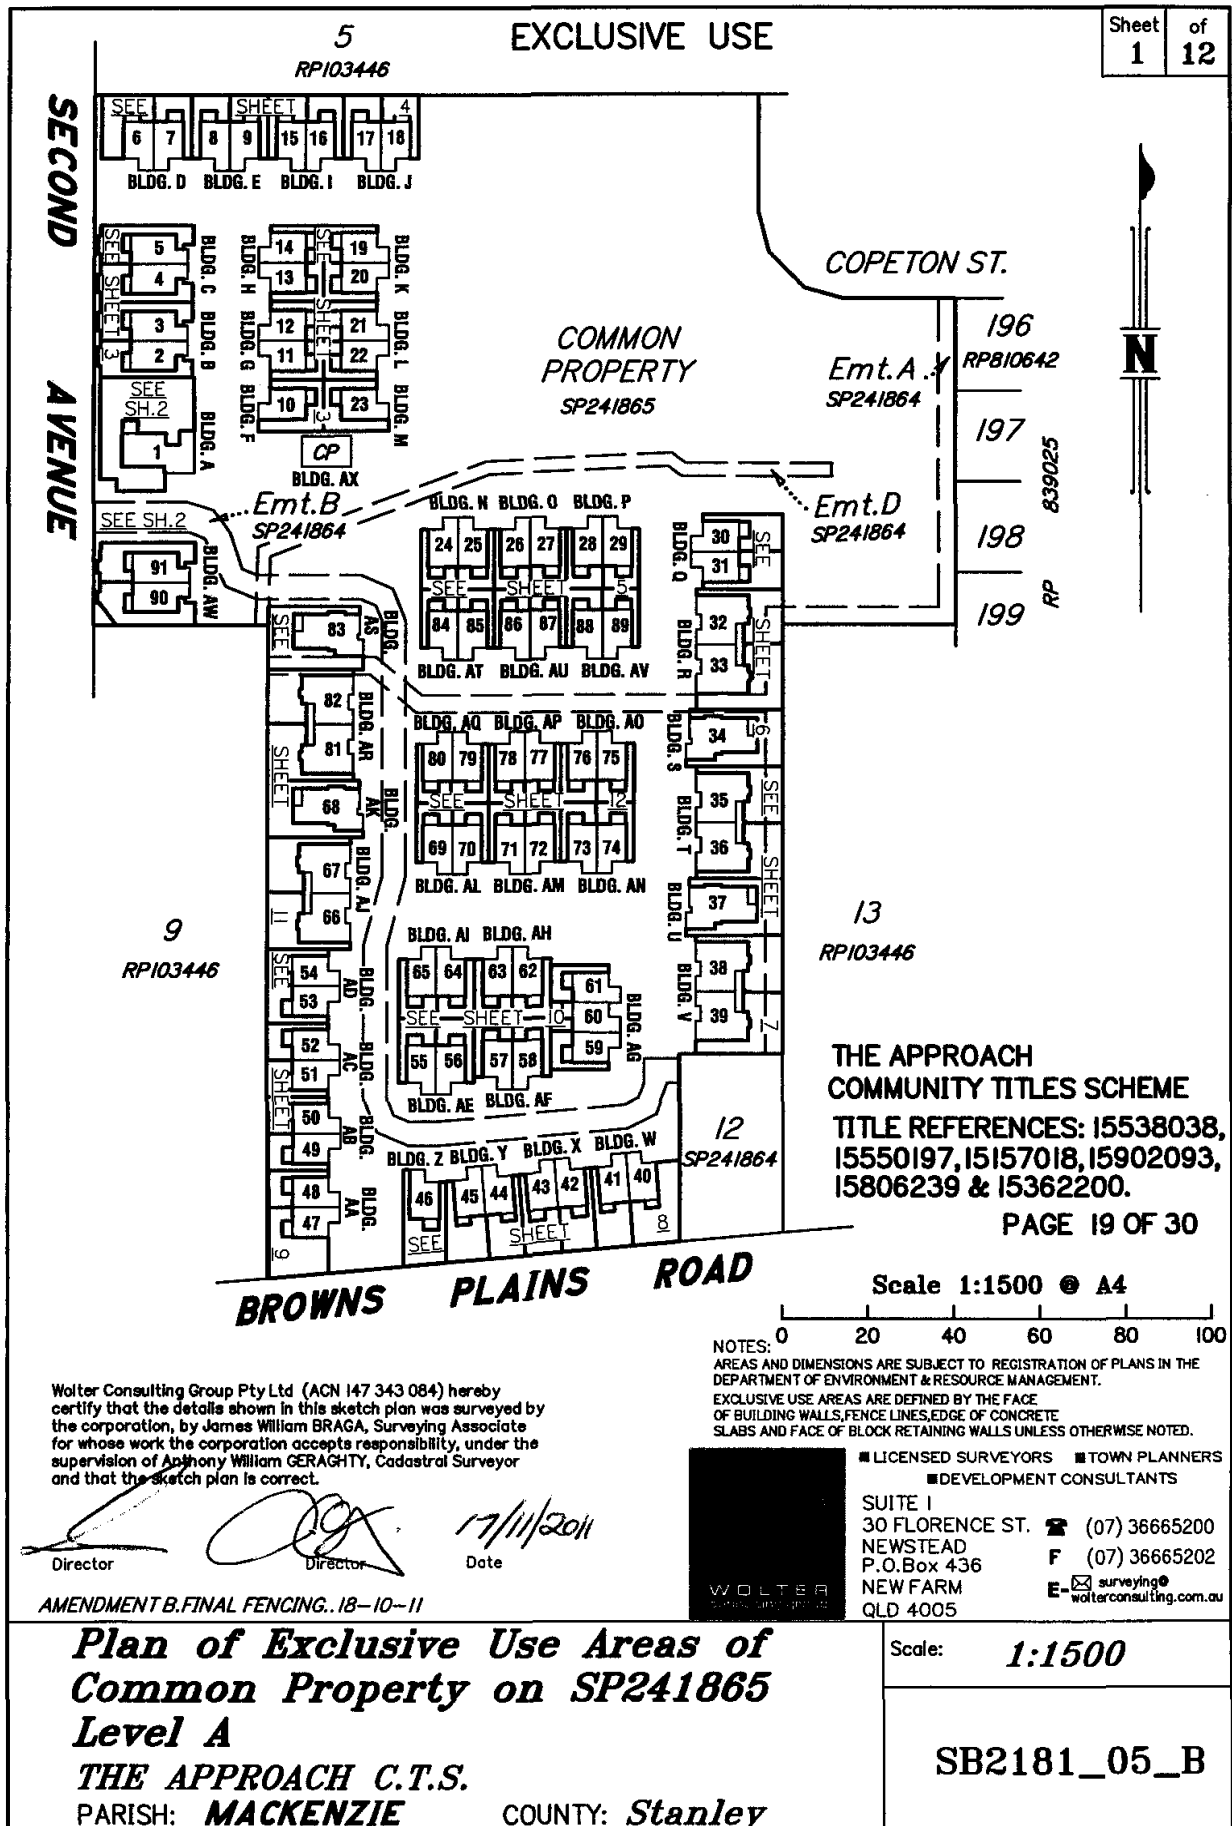 EXCLUSIVE USE
Sheet 1 of 12
5
RP103446
SECOND AVENUE
SEE SHEET 4
6 7 8 9 15 16 17 18
BLDG. D BLDG. E BLDG. I BLDG. J
SEE SHEET 3
5
4
BLDG. C
3
2
BLDG. B
SEE
SH.2
1
BLDG. A
BLDG. H
14
13
SEE SHEET 3
19
20
BLDG. K
BLDG. G
12
11
21
22
BLDG. L
BLDG. F
10
23
BLDG. M
CP
BLDG. AX
COMMON
PROPERTY
SP241865
COPETON ST.
196
RP810642
Emt.A
SP241864
197
198
199
RP 839025
N
SEE SH.2
Emt.B
SP241864
Emt.D
SP241864
91
90
BLDG. AW
BLDG. N BLDG. O BLDG. P
24 25 26 27 28 29
SEE SHEET 5
84 85 86 87 88 89
BLDG. AT BLDG. AU BLDG. AV
BLDG. Q
30
31
SEE SHEET 6
BLDG. R
32
33
BLDG. S
34
BLDG. T
35
36
SEE SHEET 7
BLDG. U
37
BLDG. V
38
39
SEE SHEET 11
83
BLDG. AS
82
81
BLDG. AR
68
BLDG. AK
67
66
BLDG. AJ
BLDG. AQ BLDG. AP BLDG. AO
80 79 78 77 76 75
SEE SHEET 12
69 70 71 72 73 74
BLDG. AL BLDG. AM BLDG. AN
9
RP103446
13
RP103446
SEE SHEET 9
54
53
BLDG. AD
52
51
BLDG. AC
50
49
BLDG. AB
48
47
BLDG. AA
BLDG. AI BLDG. AH
65 64 63 62
SEE SHEET 10
55 56 57 58
BLDG. AE BLDG. AF
61
60
59
BLDG. AG
12
SP241864
BLDG. Z BLDG. Y BLDG. X BLDG. W
46 45 44 43 42 41 40
SEE SHEET 8
BROWNS PLAINS ROAD
THE APPROACH
COMMUNITY TITLES SCHEME
TITLE REFERENCES: 15538038,
15550197,15157018,15902093,
15806239 & 15362200.
PAGE 19 OF 30
Scale 1:1500 @ A4
0 20 40 60 80 100
NOTES:
AREAS AND DIMENSIONS ARE SUBJECT TO REGISTRATION OF PLANS IN THE
DEPARTMENT OF ENVIRONMENT & RESOURCE MANAGEMENT.
EXCLUSIVE USE AREAS ARE DEFINED BY THE FACE
OF BUILDING WALLS,FENCE LINES,EDGE OF CONCRETE
SLABS AND FACE OF BLOCK RETAINING WALLS UNLESS OTHERWISE NOTED.
Wolter Consulting Group Pty Ltd (ACN 147 343 084) hereby
certify that the details shown in this sketch plan was surveyed by
the corporation, by James William BRAGA, Surveying Associate
for whose work the corporation accepts responsibility, under the
supervision of Anthony William GERAGHTY, Cadastral Surveyor
and that the sketch plan is correct.
17/11/2011
Director Director Date
AMENDMENT B.FINAL FENCING..18-10-11
WOLTER
■LICENSED SURVEYORS ■TOWN PLANNERS
■DEVELOPMENT CONSULTANTS
SUITE 1
30 FLORENCE ST. ☎ (07) 36665200
NEWSTEAD
P.O.Box 436 F (07) 36665202
NEW FARM E-✉ surveying@
QLD 4005 wolterconsulting.com.au
Plan of Exclusive Use Areas of
Common Property on SP241865
Level A
THE APPROACH C.T.S.
PARISH: MACKENZIE COUNTY: Stanley
Scale: 1:1500
SB2181_05_B